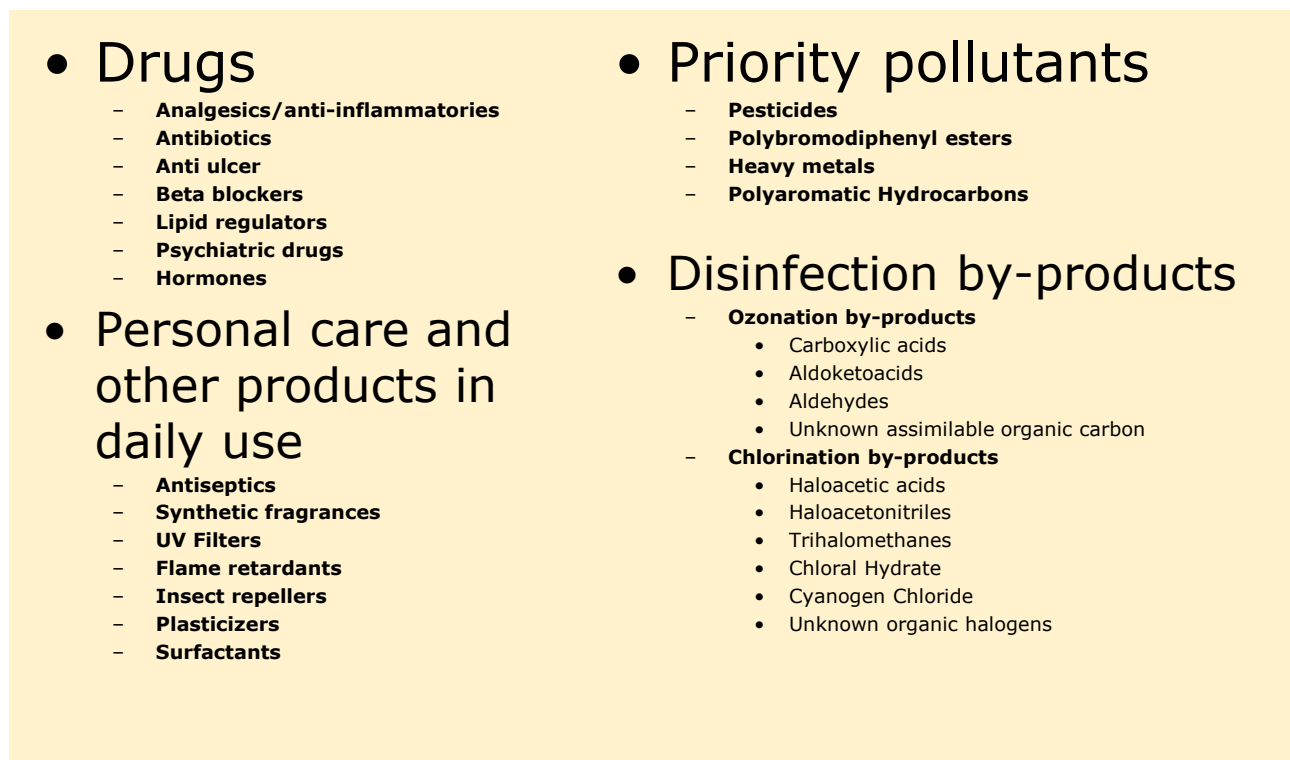 • Drugs
– Analgesics/anti-inflammatories
– Antibiotics
– Anti ulcer
– Beta blockers
– Lipid regulators
– Psychiatric drugs
– Hormones
• Personal care and
other products in
daily use
– Antiseptics
– Synthetic fragrances
– UV Filters
– Flame retardants
– Insect repellers
– Plasticizers
– Surfactants
• Priority pollutants
– Pesticides
– Polybromodiphenyl esters
– Heavy metals
– Polyaromatic Hydrocarbons
• Disinfection by-products
– Ozonation by-products
• Carboxylic acids
• Aldoketoacids
• Aldehydes
• Unknown assimilable organic carbon
– Chlorination by-products
• Haloacetic acids
• Haloacetonitriles
• Trihalomethanes
• Chloral Hydrate
• Cyanogen Chloride
• Unknown organic halogens